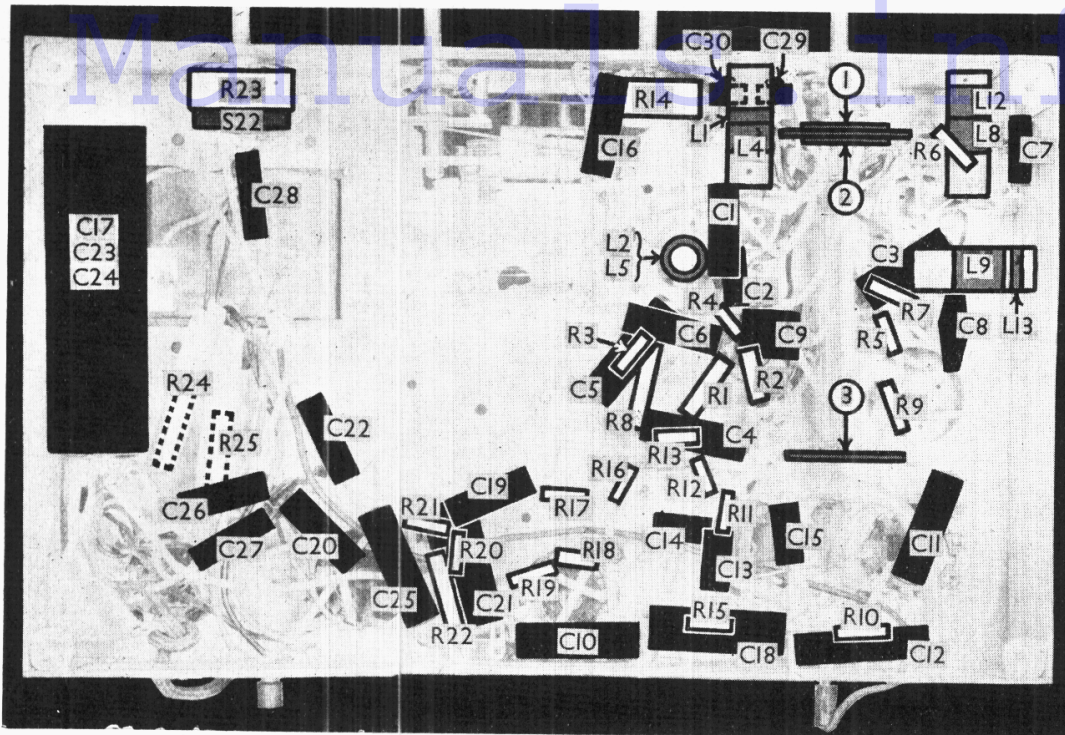 Manuals.inf
C30 C29
R23
S22
R14
C16
L1
L4
1
2
L12
L8
R6
C7
C17
C23
C24
C28
C1
L2
L5
C2
C3
L9
R7
L13
C8
R5
R4
C6
C9
R3
C5
R8
R1
R2
R9
3
R24
R25
C22
C4
R13
R16
R12
C26
C19
R17
R11
R21
C14
C15
C11
C27
C20
R20
R18
C13
R19
C25
C21
R22
R15
R10
C10
C18
C12